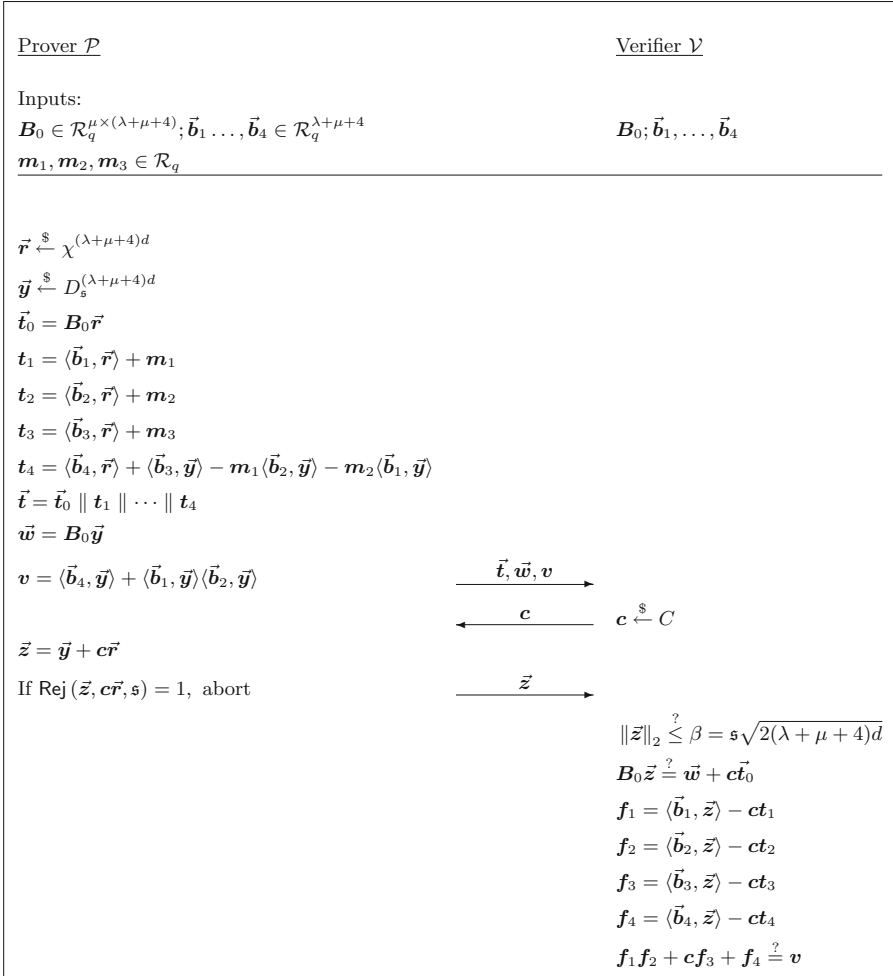 Prover 𝒫 Verifier 𝒱
Inputs:
B₀ ∈ ℛ_q^{μ×(λ+μ+4)}; b⃗₁ …, b⃗₄ ∈ ℛ_q^{λ+μ+4} B₀; b⃗₁, …, b⃗₄
m₁, m₂, m₃ ∈ ℛ_q
r⃗ ←$ χ^{(λ+μ+4)d}
y⃗ ←$ D_𝔰^{(λ+μ+4)d}
t⃗₀ = B₀r⃗
t₁ = ⟨b⃗₁, r⃗⟩ + m₁
t₂ = ⟨b⃗₂, r⃗⟩ + m₂
t₃ = ⟨b⃗₃, r⃗⟩ + m₃
t₄ = ⟨b⃗₄, r⃗⟩ + ⟨b⃗₃, y⃗⟩ − m₁⟨b⃗₂, y⃗⟩ − m₂⟨b⃗₁, y⃗⟩
t⃗ = t⃗₀ ∥ t₁ ∥ ⋯ ∥ t₄
w⃗ = B₀y⃗
v = ⟨b⃗₄, y⃗⟩ + ⟨b⃗₁, y⃗⟩⟨b⃗₂, y⃗⟩ t⃗, w⃗, v
c c ←$ C
z⃗ = y⃗ + cr⃗
If Rej (z⃗, cr⃗, 𝔰) = 1, abort z⃗
∥z⃗∥₂ ≤? β = 𝔰√(2(λ + μ + 4)d)
B₀z⃗ =? w⃗ + ct⃗₀
f₁ = ⟨b⃗₁, z⃗⟩ − ct₁
f₂ = ⟨b⃗₂, z⃗⟩ − ct₂
f₃ = ⟨b⃗₃, z⃗⟩ − ct₃
f₄ = ⟨b⃗₄, z⃗⟩ − ct₄
f₁f₂ + cf₃ + f₄ =? v